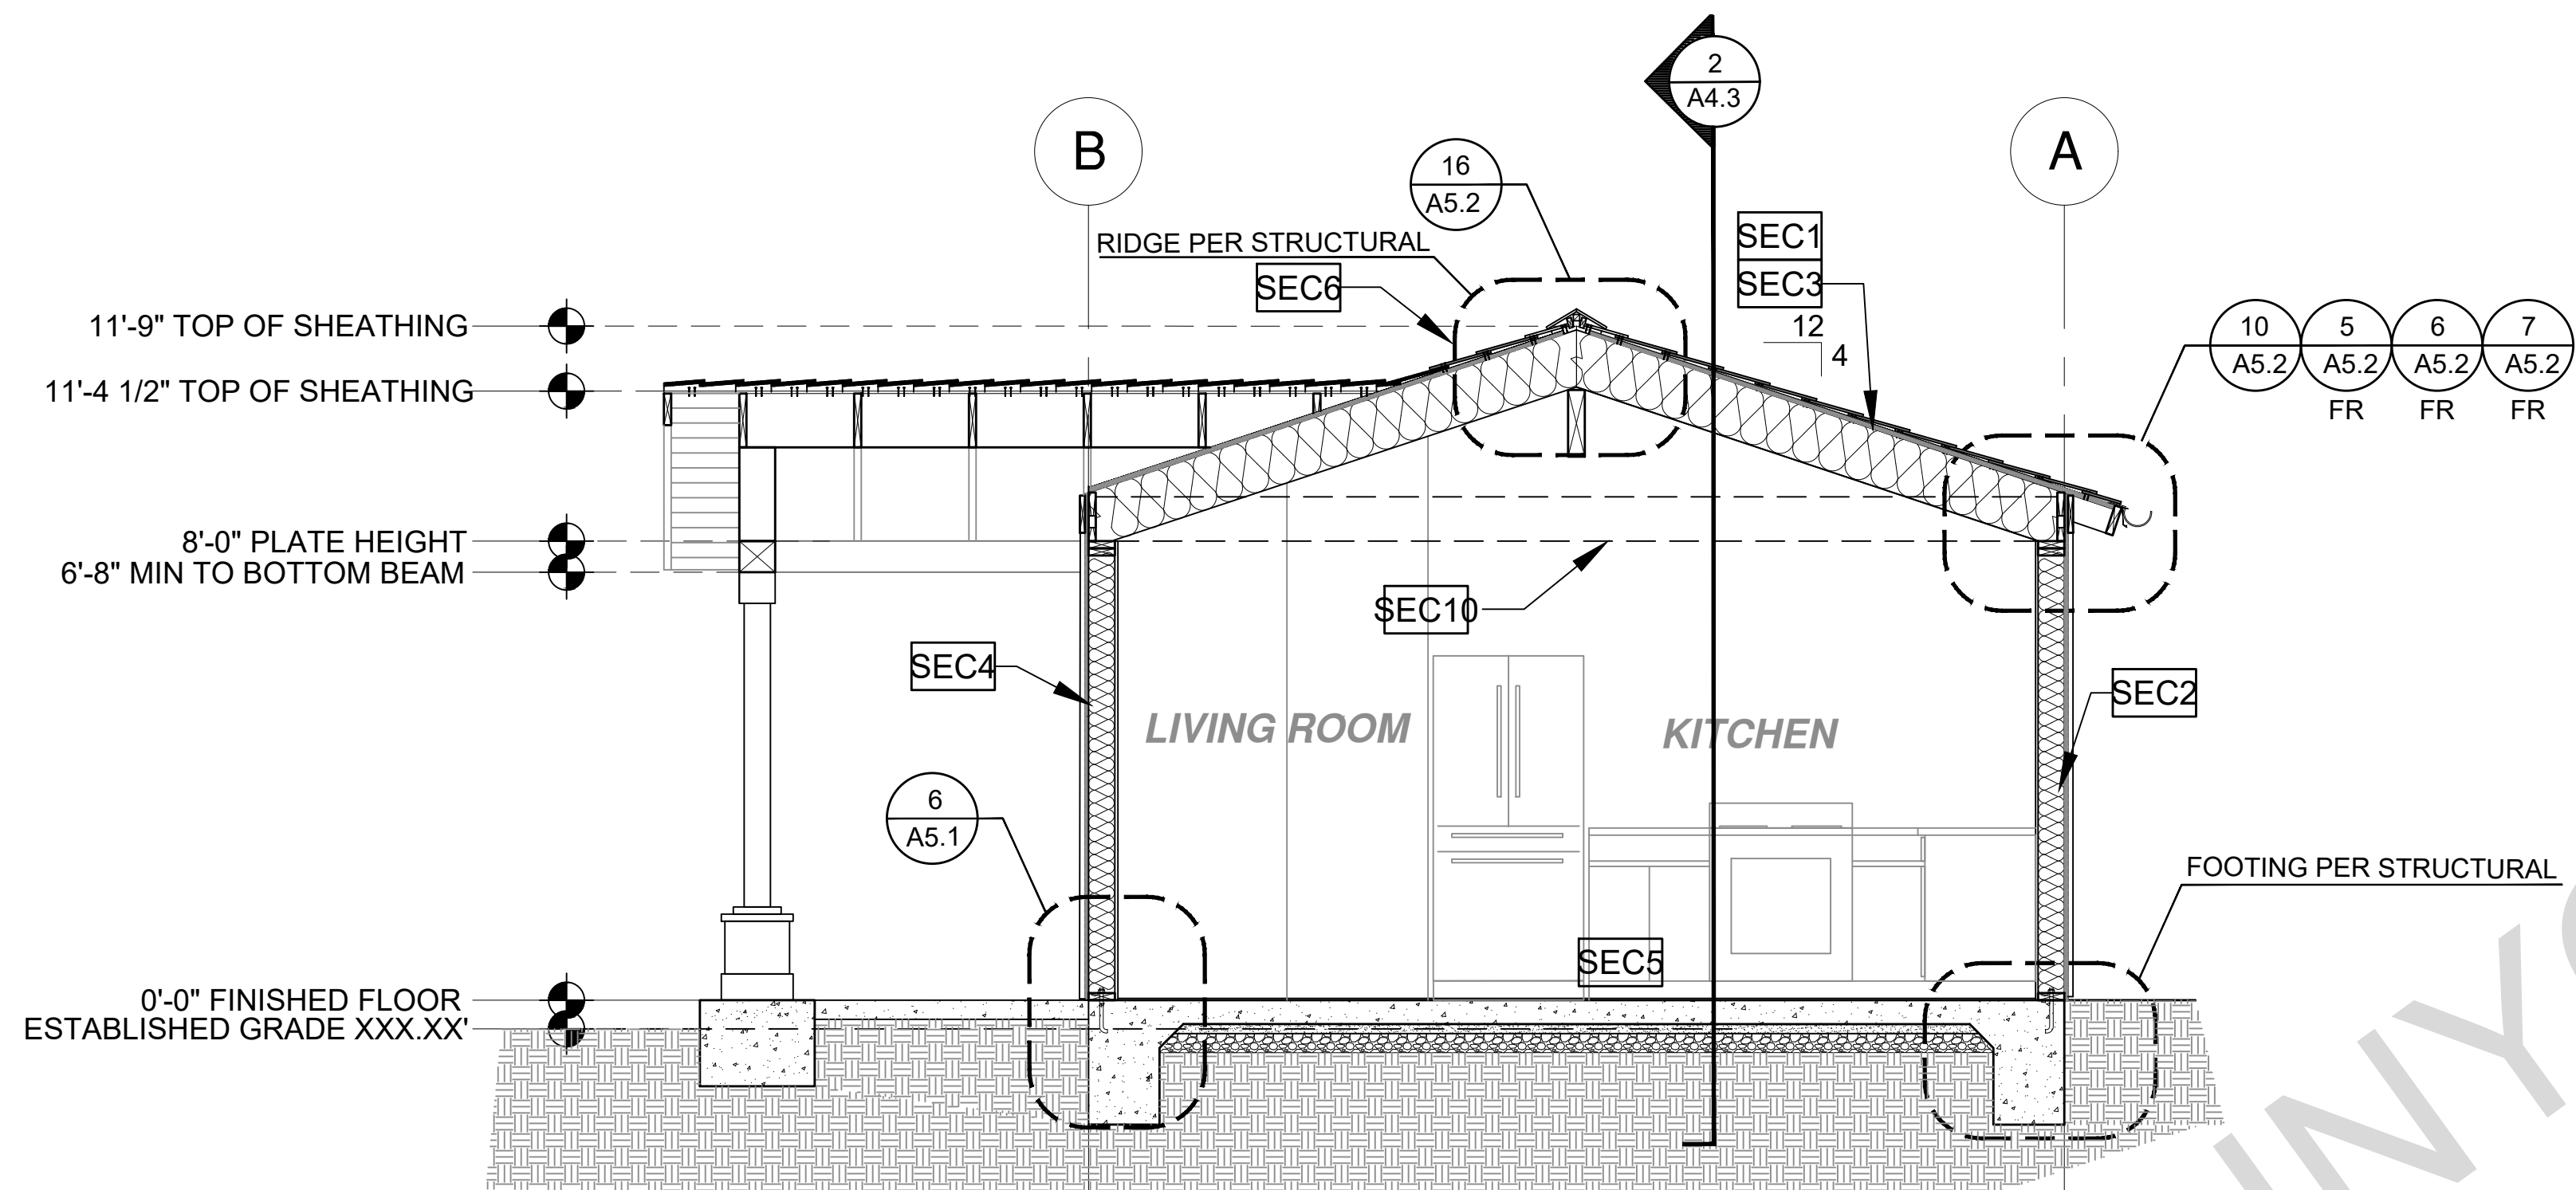 2
A4.3
B
A
16
A5.2
RIDGE PER STRUCTURAL
SEC6
SEC1
SEC3
12
4
11'-9" TOP OF SHEATHING
11'-4 1/2" TOP OF SHEATHING
10
A5.2
5
A5.2
FR
6
A5.2
FR
7
A5.2
FR
8'-0" PLATE HEIGHT
6'-8" MIN TO BOTTOM BEAM
SEC10
SEC4
SEC2
LIVING ROOM
KITCHEN
6
A5.1
FOOTING PER STRUCTURAL
SEC5
0'-0" FINISHED FLOOR
ESTABLISHED GRADE XXX.XX'